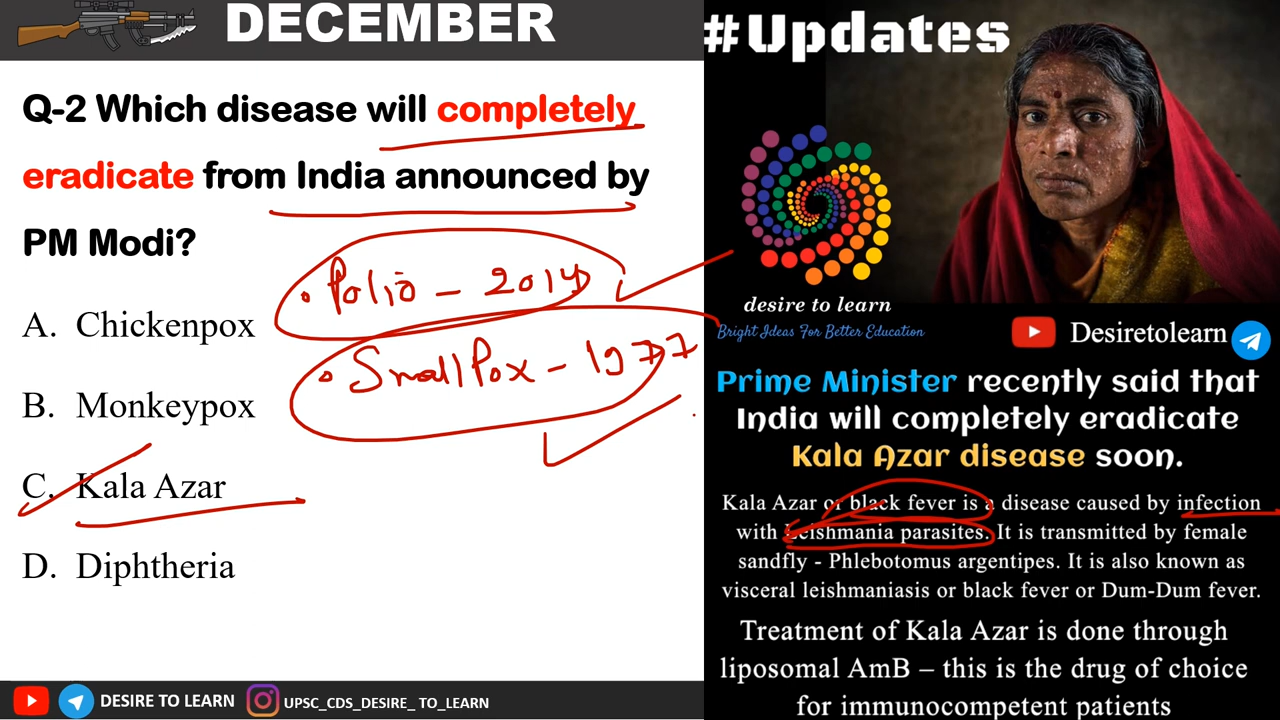 DECEMBER
Q-2 Which disease will completely
eradicate from India announced by
PM Modi?
• Polio – 2014
• SmallPox – 1977
A. Chickenpox
B. Monkeypox
C. Kala Azar
D. Diphtheria
DESIRE TO LEARN
UPSC_CDS_DESIRE_ TO_LEARN
#Updates
desire to learn
Bright Ideas For Better Education
Desiretolearn
Prime Minister recently said that
India will completely eradicate
Kala Azar disease soon.
Kala Azar or black fever is a disease caused by infection
with Leishmania parasites. It is transmitted by female
sandfly - Phlebotomus argentipes. It is also known as
visceral leishmaniasis or black fever or Dum-Dum fever.
Treatment of Kala Azar is done through
liposomal AmB – this is the drug of choice
for immunocompetent patients